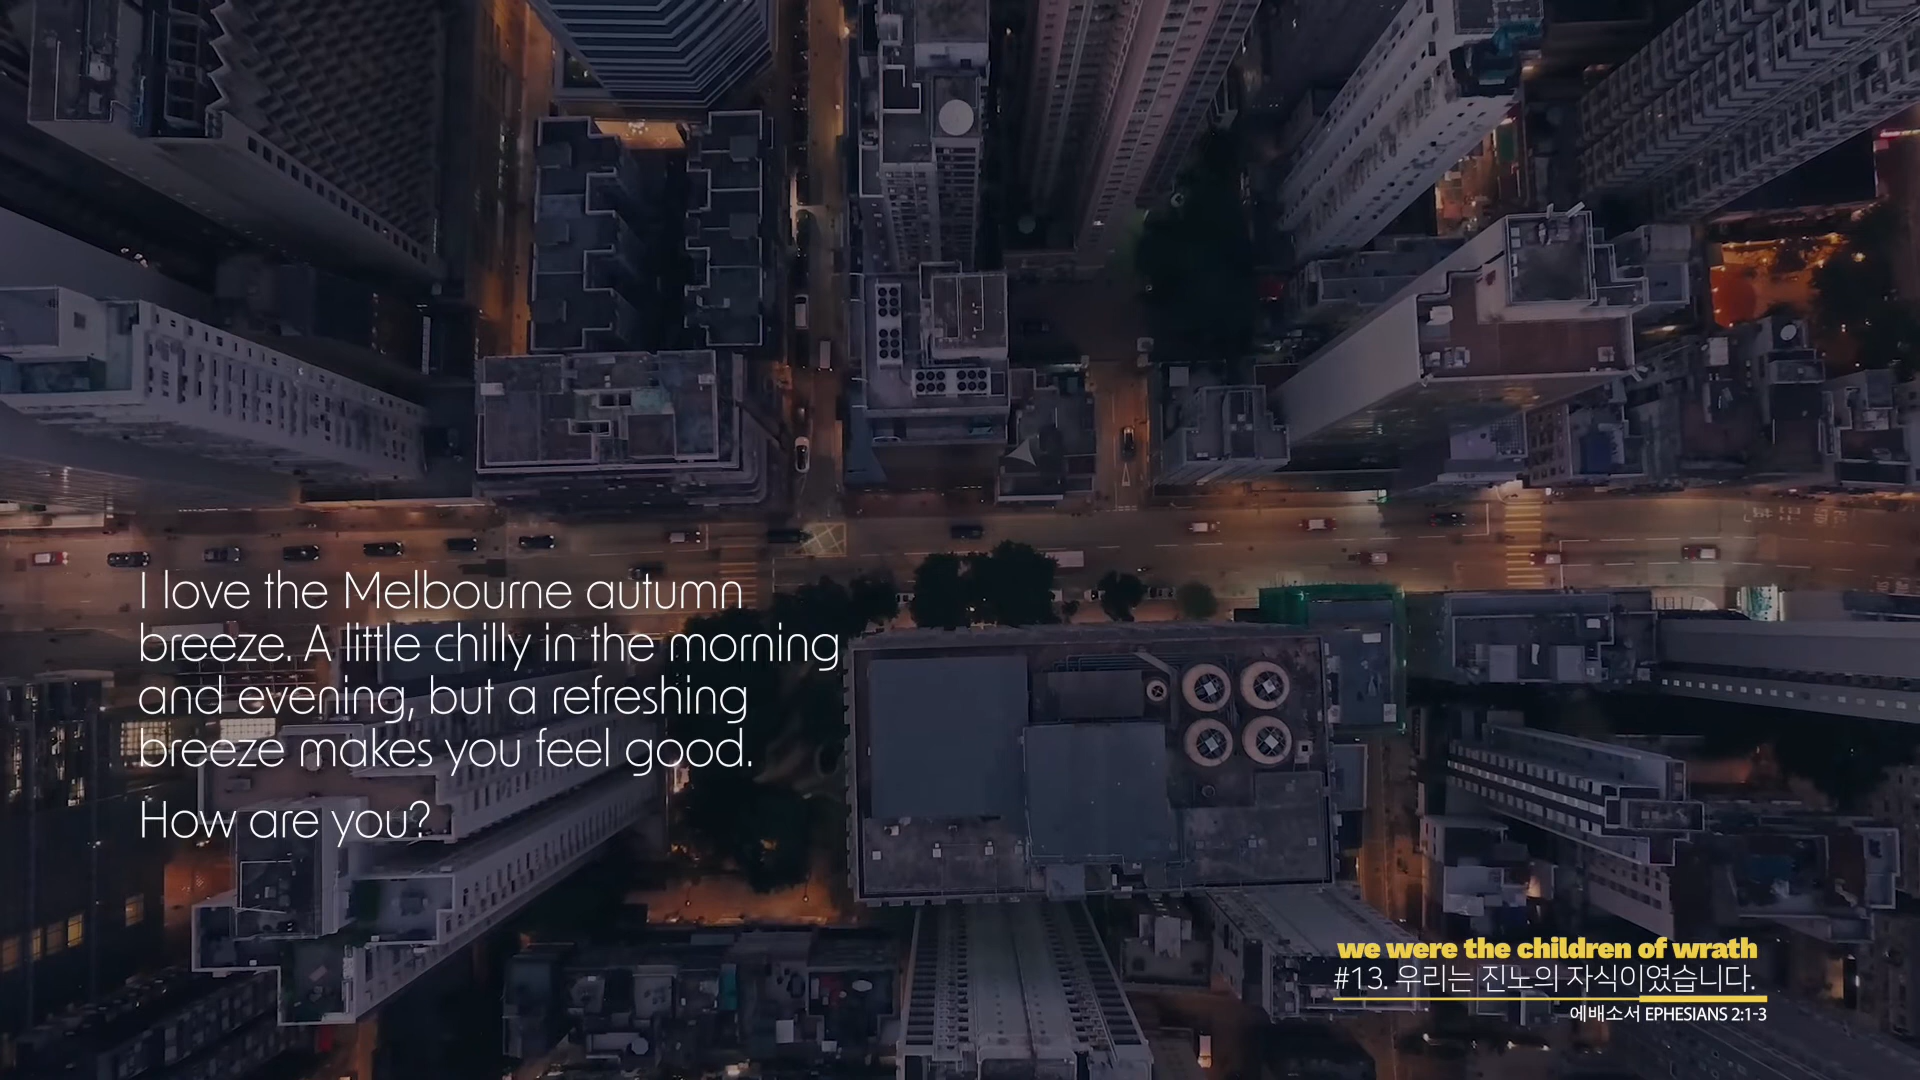 I love the Melbourne autumn
breeze. A little chilly in the morning
and evening, but a refreshing
breeze makes you feel good.
How are you?
we were the children of wrath
#13. 우리는 진노의 자식이였습니다.
에배소서 EPHESIANS 2:1-3